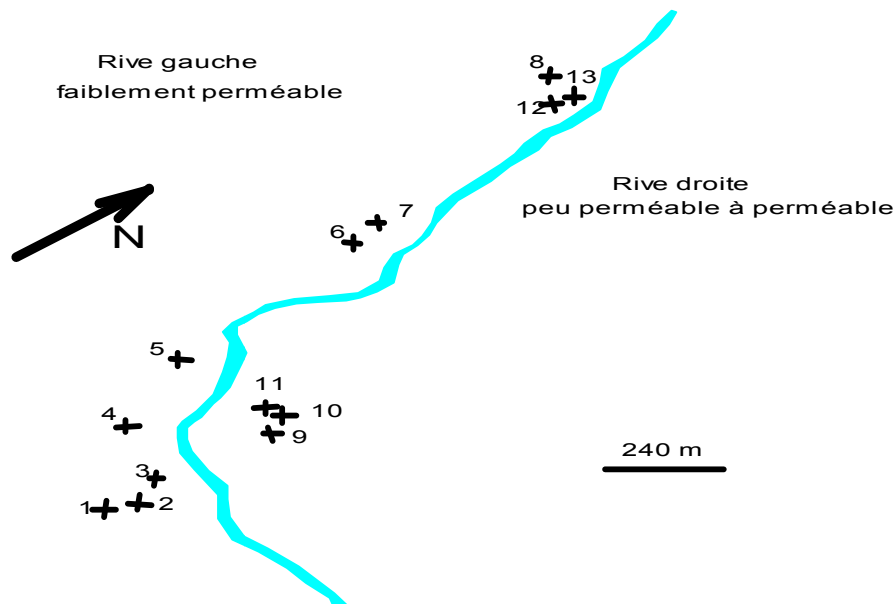 Rive gauche
faiblement perméable
8
13
12
Rive droite
peu perméable à perméable
N
7
6
5
11
10
4
9
240 m
3
1
2